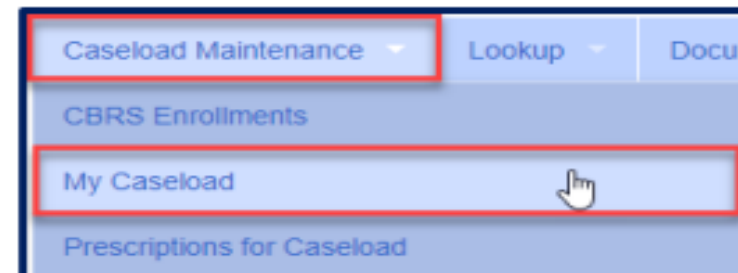 Caseload Maintenance Lookup Docu
CBRS Enrollments
My Caseload
Prescriptions for Caseload